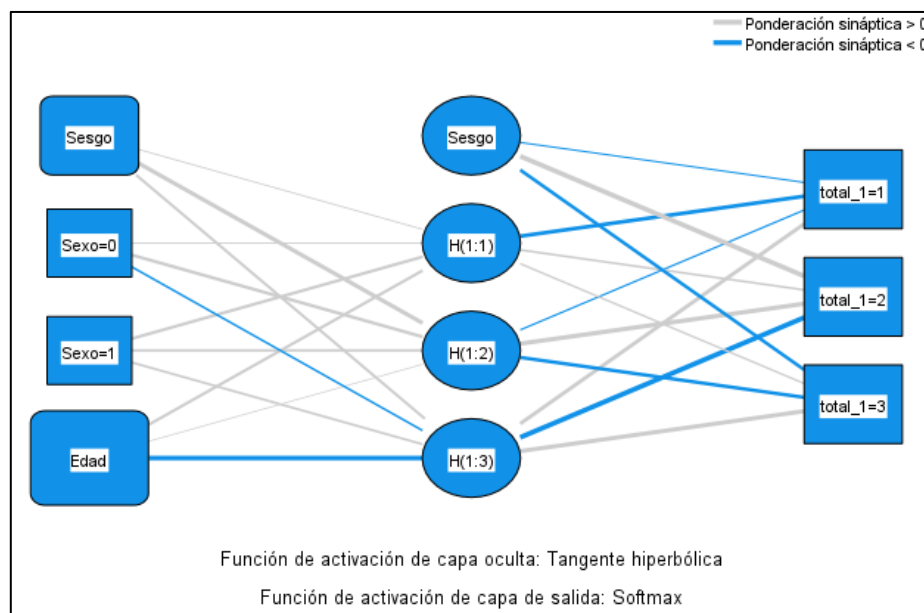 Ponderación sináptica > 0
Ponderación sináptica < 0
Sesgo
Sesgo
total_1=1
Sexo=0
H(1:1)
total_1=2
Sexo=1
H(1:2)
total_1=3
Edad
H(1:3)
Función de activación de capa oculta: Tangente hiperbólica
Función de activación de capa de salida: Softmax